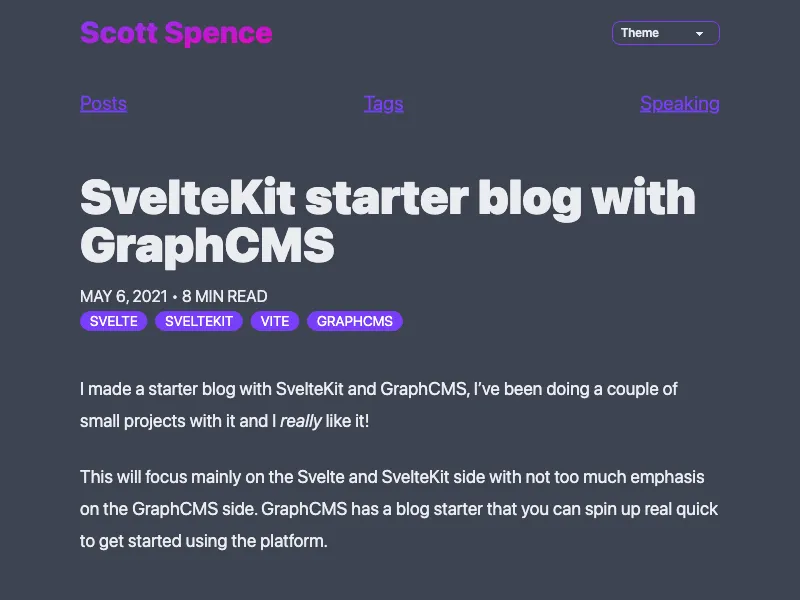 Scott Spence
Theme
Posts
Tags
Speaking
SvelteKit starter blog with
GraphCMS
MAY 6, 2021 • 8 MIN READ
SVELTE
SVELTEKIT
VITE
GRAPHCMS
I made a starter blog with SvelteKit and GraphCMS, I’ve been doing a couple of
small projects with it and I really like it!
This will focus mainly on the Svelte and SvelteKit side with not too much emphasis
on the GraphCMS side. GraphCMS has a blog starter that you can spin up real quick
to get started using the platform.